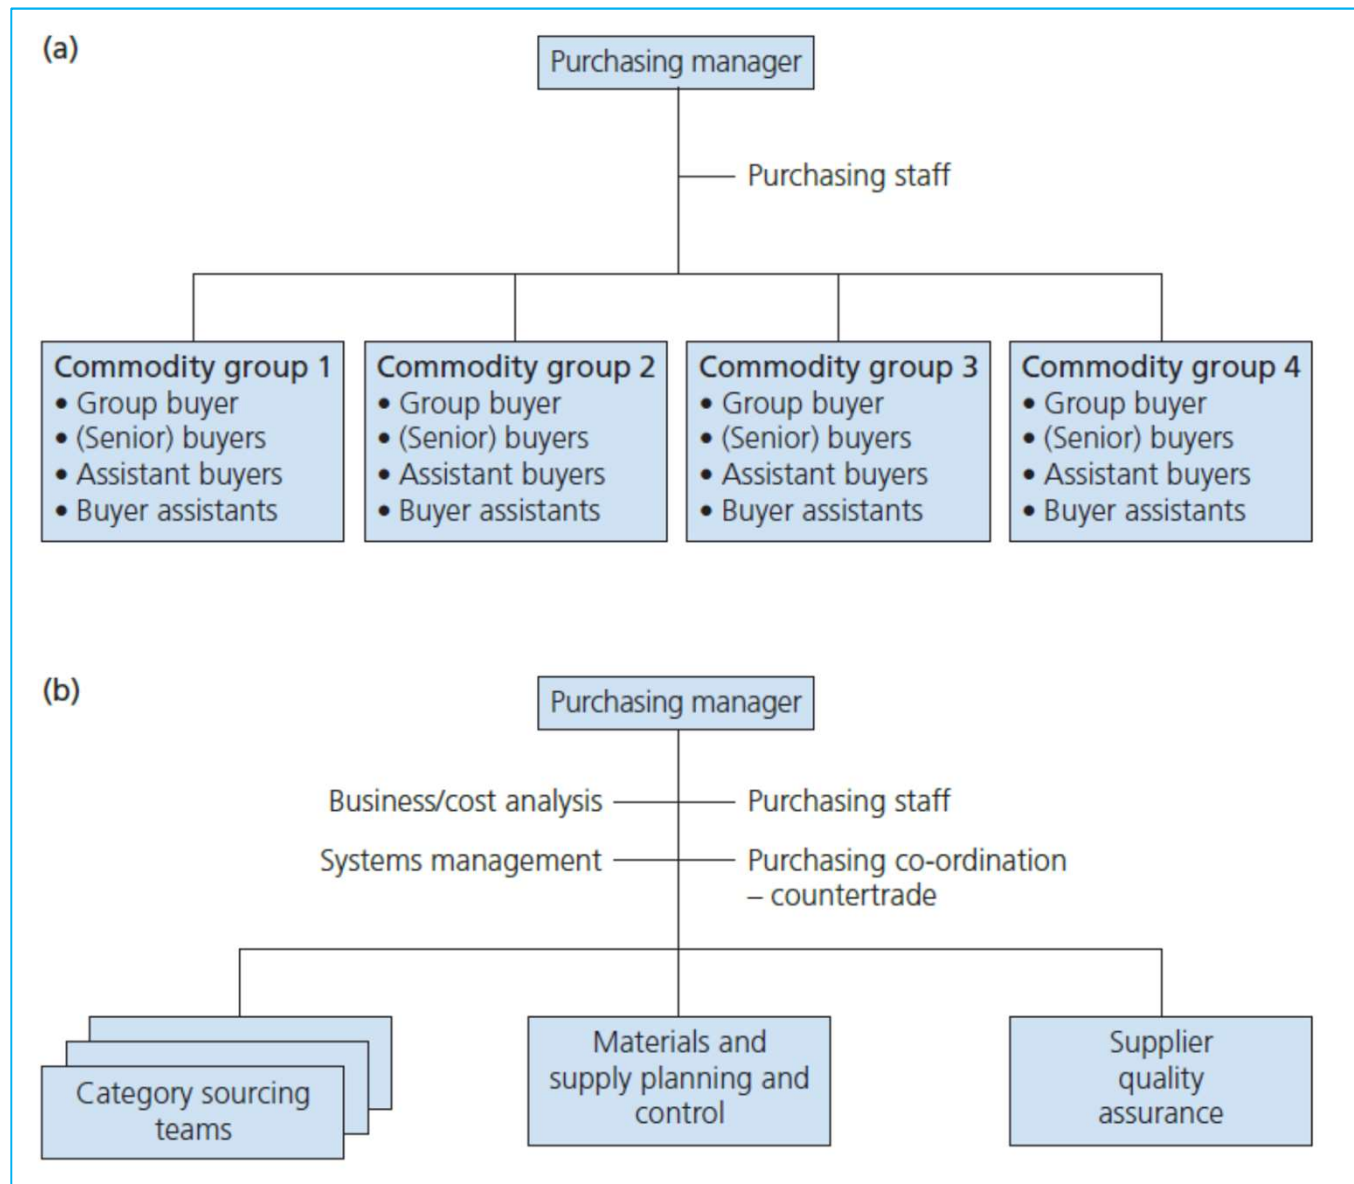 (a)
Purchasing manager
Purchasing staff
Commodity group 1
• Group buyer
• (Senior) buyers
• Assistant buyers
• Buyer assistants
Commodity group 2
• Group buyer
• (Senior) buyers
• Assistant buyers
• Buyer assistants
Commodity group 3
• Group buyer
• (Senior) buyers
• Assistant buyers
• Buyer assistants
Commodity group 4
• Group buyer
• (Senior) buyers
• Assistant buyers
• Buyer assistants
(b)
Purchasing manager
Business/cost analysis
Purchasing staff
Systems management
Purchasing co-ordination
– countertrade
Category sourcing
teams
Materials and
supply planning and
control
Supplier
quality
assurance